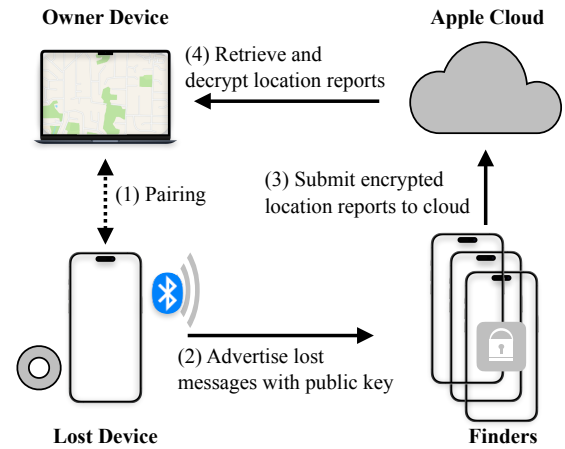 Owner Device
Apple Cloud
(4) Retrieve and
decrypt location reports
(1) Pairing
(3) Submit encrypted
location reports to cloud
(2) Advertise lost
messages with public key
Lost Device
Finders